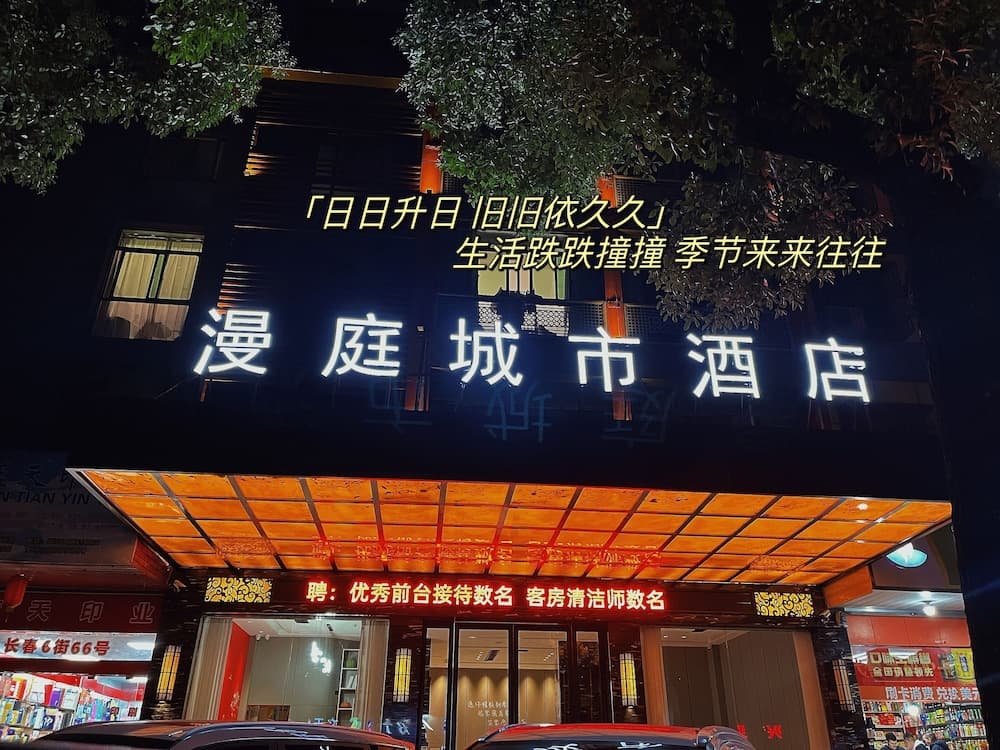 「日日升日 旧旧依久久」
生活跌跌撞撞 季节来来往往
漫庭城市酒店
N TIAN YIN
聘：优秀前台接待数名 客房清洁师数名
天印业
长春6街66号
刷卡消费 兑换美元